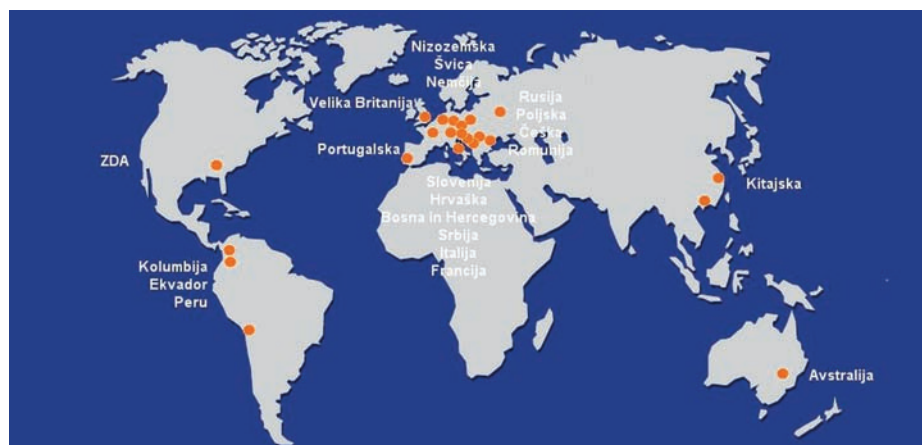 Nizozemska
Švica
Nemčija
Velika Britanija
Rusija
Poljska
Češka
Romunija
Portugalska
ZDA
Slovenija
Hrvaška
Bosna in Hercegovina
Srbija
Italija
Francija
Kitajska
Kolumbija
Ekvador
Peru
Avstralija